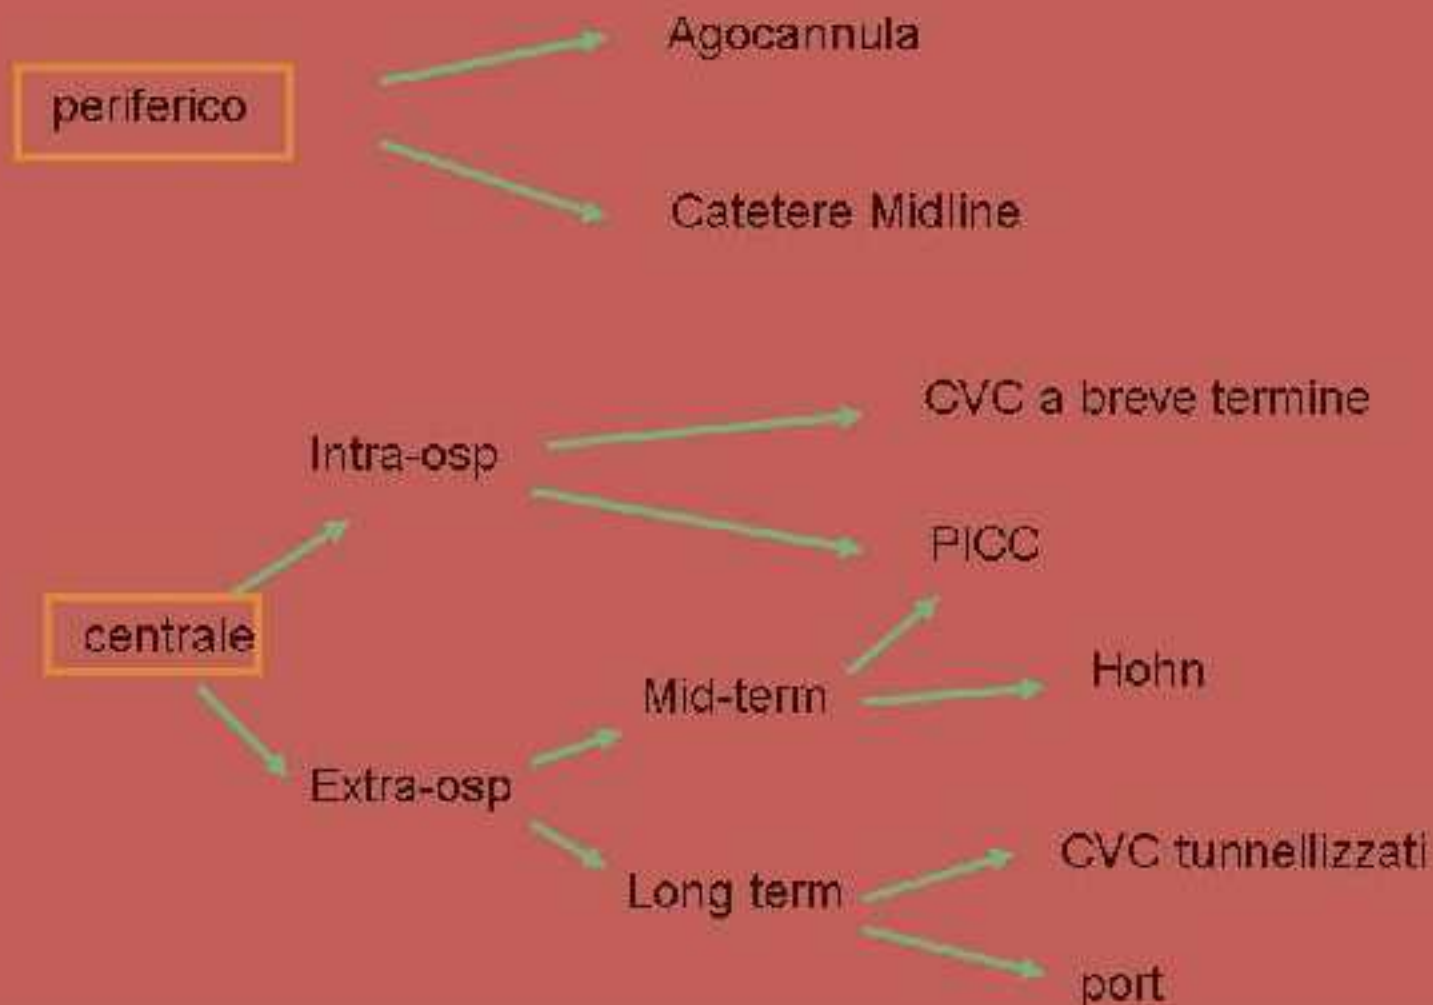 Agocannula
periferico
Catetere Midline
CVC a breve termine
Intra-osp
PICC
centrale
Hohn
Mid-term
Extra-osp
CVC tunnellizzati
Long term
port